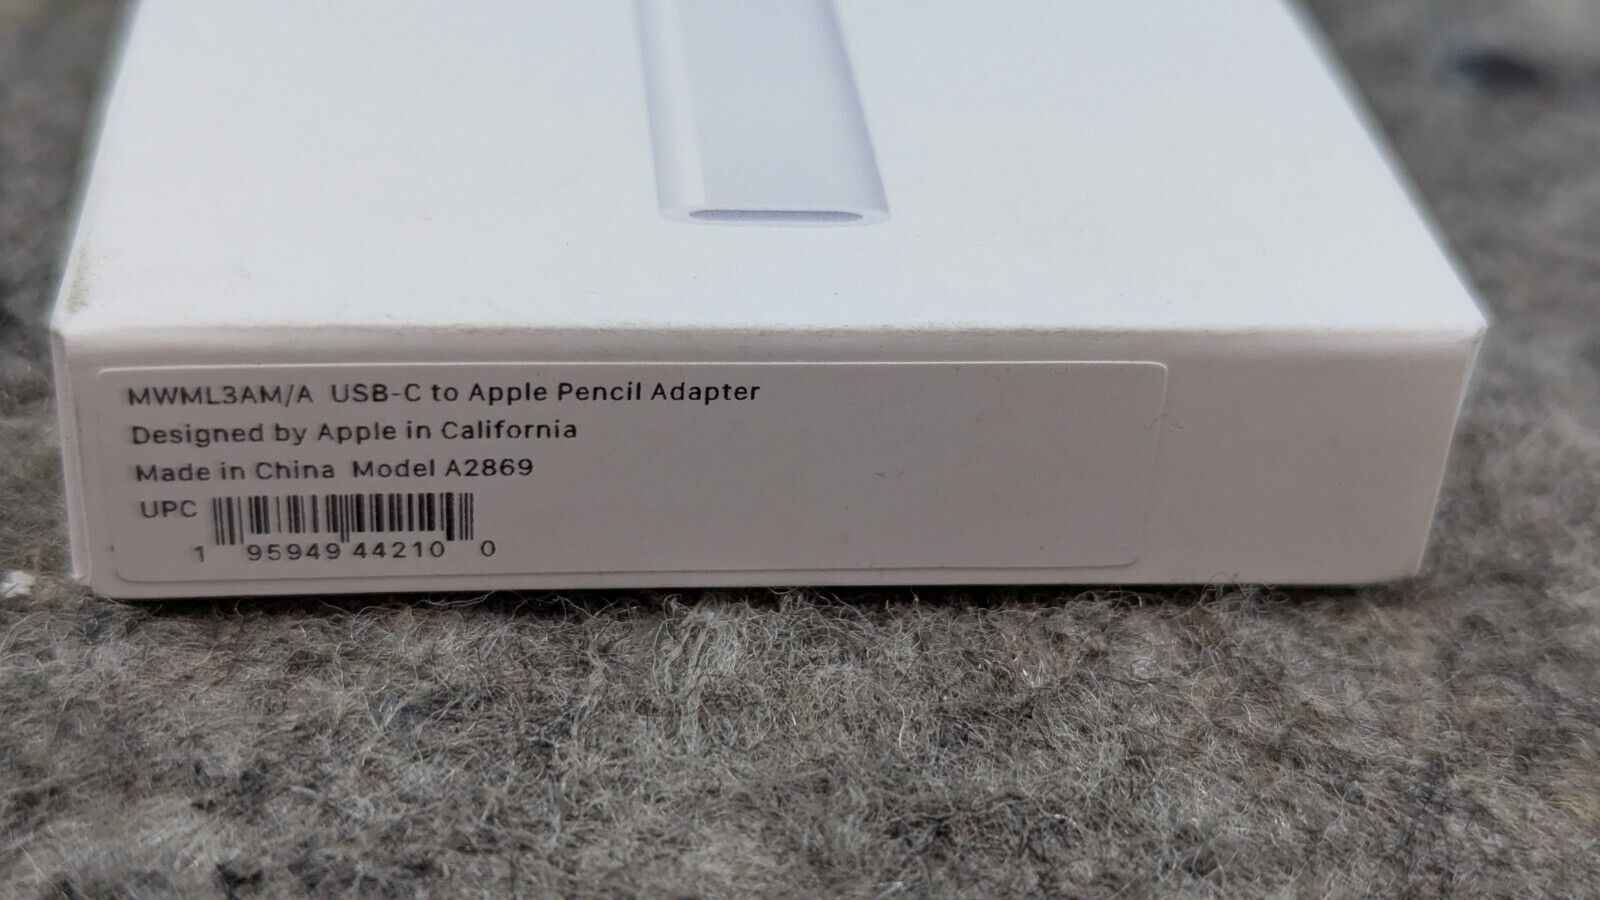 MWML3AM/A USB-C to Apple Pencil Adapter
Designed by Apple in California
Made in China Model A2869
UPC
1 95949 44210 0